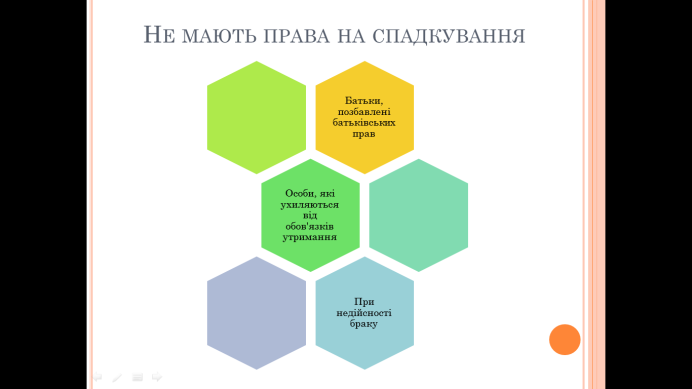 НЕ МАЮТЬ ПРАВА НА СПАДКУВАННЯ
Батьки,
позбавлені
батьківських
прав
Особи, які
ухиляються
від
обов'язків
утримання
При
недійсності
браку